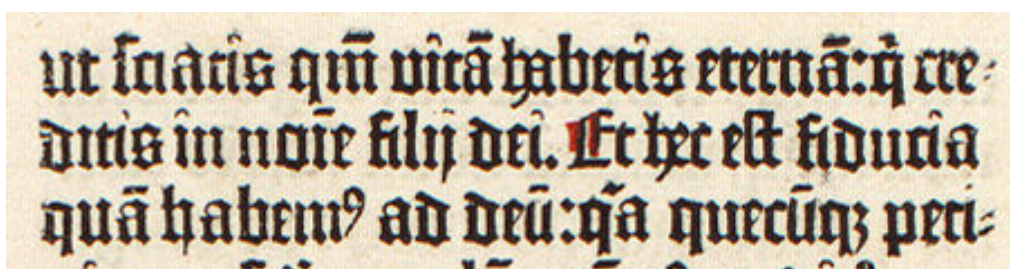 ut sciatis qm̄ vitā habetis eternā: q̇ cre-
ditis in noīe filij dei. Et hec est fiducia
quā habemꝰ ad deū: q̄a quecūqꝫ peti-